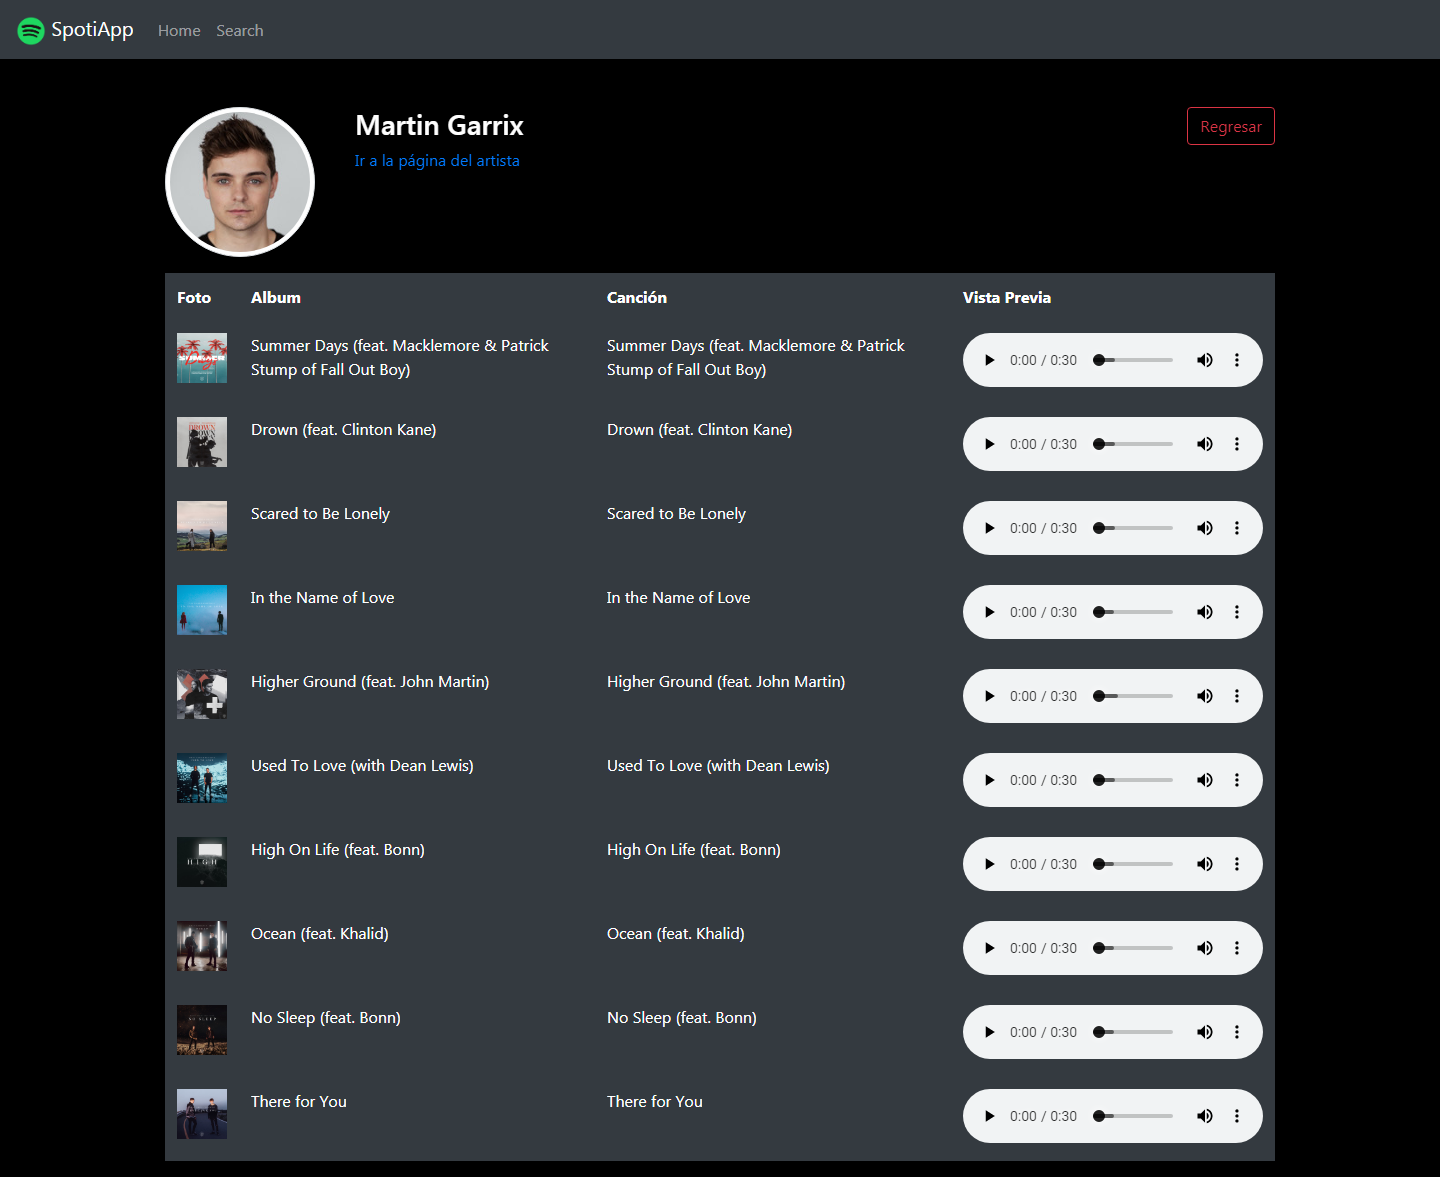 SpotiApp Home Search
Martin Garrix
Regresar
Ir a la página del artista
Foto Album Canción Vista Previa
Summer Days (feat. Macklemore & Patrick Summer Days (feat. Macklemore & Patrick
Stump of Fall Out Boy) Stump of Fall Out Boy)
0:00 / 0:30
Drown (feat. Clinton Kane) Drown (feat. Clinton Kane) 0:00 / 0:30
Scared to Be Lonely Scared to Be Lonely 0:00 / 0:30
In the Name of Love In the Name of Love 0:00 / 0:30
Higher Ground (feat. John Martin) Higher Ground (feat. John Martin) 0:00 / 0:30
Used To Love (with Dean Lewis) Used To Love (with Dean Lewis) 0:00 / 0:30
HIGH
High On Life (feat. Bonn) High On Life (feat. Bonn) 0:00 / 0:30
Ocean (feat. Khalid) Ocean (feat. Khalid) 0:00 / 0:30
NO SLEEP
No Sleep (feat. Bonn) No Sleep (feat. Bonn) 0:00 / 0:30
There for You There for You 0:00 / 0:30